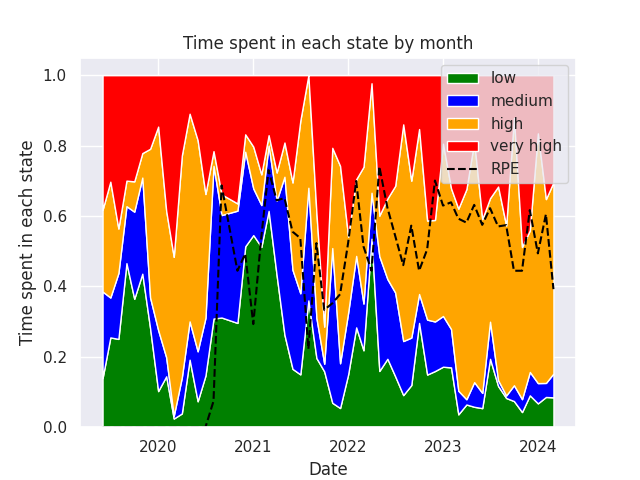 Time spent in each state by month
1.0
0.8
0.6
0.4
0.2
0.0
Time spent in each state
low
medium
high
very high
RPE
2020
2021
2022
2023
2024
Date